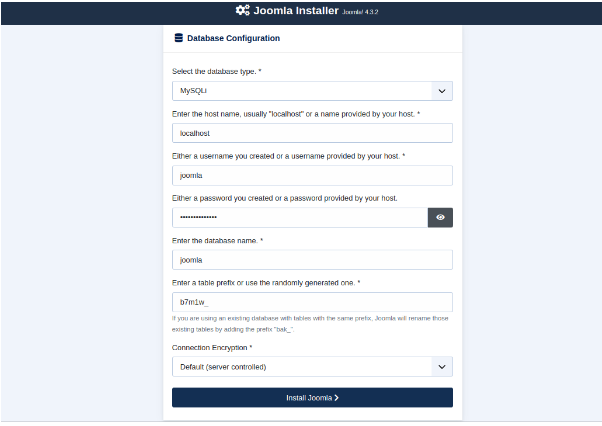 Joomla Installer Joomla! 4.3.2
Database Configuration
Select the database type. *
MySQLi
Enter the host name, usually "localhost" or a name provided by your host. *
localhost
Either a username you created or a username provided by your host. *
joomla
Either a password you created or a password provided by your host.
••••••••••••••
Enter the database name. *
joomla
Enter a table prefix or use the randomly generated one. *
b7m1w_
If you are using an existing database with tables with the same prefix, Joomla will rename those
existing tables by adding the prefix "bak_".
Connection Encryption *
Default (server controlled)
Install Joomla